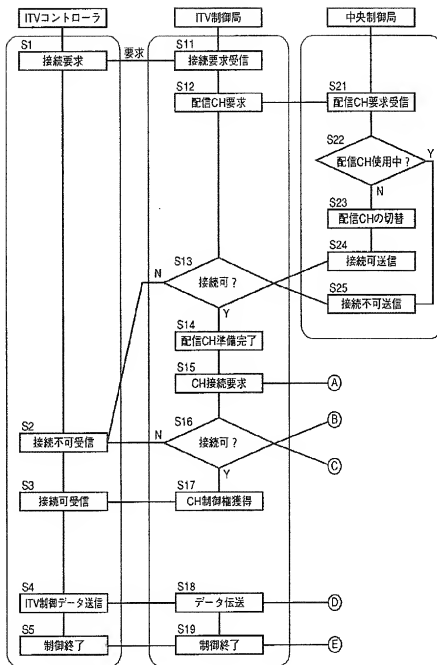 ITVコントローラ
ITV制御局
中央制御局
S1
接続要求
要求
S11
接続要求受信
S12
配信CH要求
S21
配信CH要求受信
S22
配信CH使用中？
Y
N
S23
配信CHの切替
S24
接続可送信
S25
接続不可送信
S13
接続可？
N
Y
S14
配信CH準備完了
S15
CH接続要求
A
S16
接続可？
N
Y
B
C
S2
接続不可受信
S3
接続可受信
S17
CH制御権獲得
S4
ITV制御データ送信
S18
データ伝送
D
S5
制御終了
S19
制御終了
E